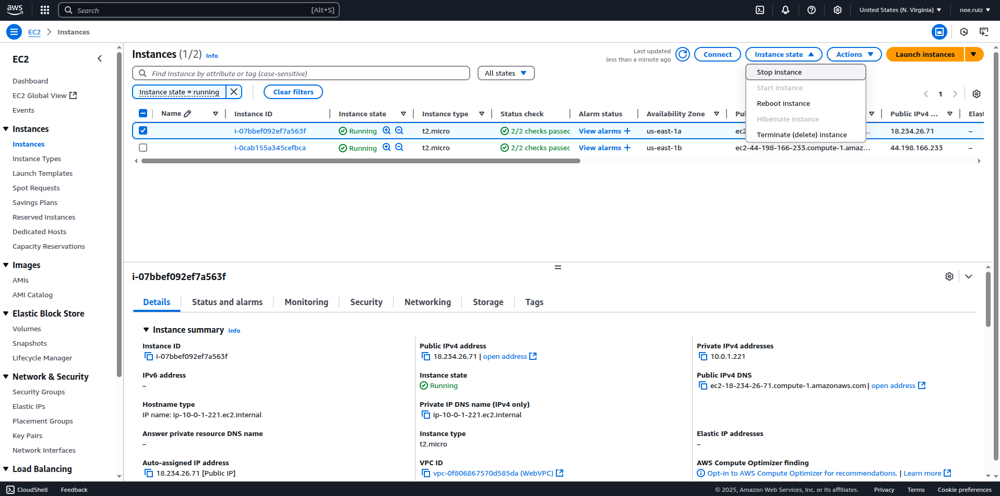 aws
Search [Alt+S]
United States (N. Virginia)
noe.ruiz
EC2
Instances
EC2
Dashboard
EC2 Global View
Events
Instances
Instances
Instance Types
Launch Templates
Spot Requests
Savings Plans
Reserved Instances
Dedicated Hosts
Capacity Reservations
Images
AMIs
AMI Catalog
Elastic Block Store
Volumes
Snapshots
Lifecycle Manager
Network & Security
Security Groups
Elastic IPs
Placement Groups
Key Pairs
Network Interfaces
Load Balancing
Instances (1/2) Info
Last updated
less than a minute ago
Connect
Instance state
Actions
Launch instances
Find Instance by attribute or tag (case-sensitive)
All states
Stop instance
Start instance
Reboot instance
Hibernate instance
Terminate (delete) instance
Instance state = running
Clear filters
1
Name Instance ID Instance state Instance type Status check Alarm status Availability Zone Pu Public IPv4 ... Elast
i-07bbef092ef7a563f Running t2.micro 2/2 checks passec View alarms + us-east-1a ec2 .. 18.234.26.71 –
i-0cab155a345cefbca Running t2.micro 2/2 checks passec View alarms + us-east-1b ec2-44-198-166-233.compute-1.amaz... 44.198.166.233 –
i-07bbef092ef7a563f
Details
Status and alarms
Monitoring
Security
Networking
Storage
Tags
Instance summary Info
Instance ID
i-07bbef092ef7a563f
Public IPv4 address
18.234.26.71 | open address
Private IPv4 addresses
10.0.1.221
IPv6 address
–
Instance state
Running
Public IPv4 DNS
ec2-18-234-26-71.compute-1.amazonaws.com | open address
Hostname type
IP name: ip-10-0-1-221.ec2.internal
Private IP DNS name (IPv4 only)
ip-10-0-1-221.ec2.internal
Answer private resource DNS name
–
Instance type
t2.micro
Elastic IP addresses
–
Auto-assigned IP address
18.234.26.71 [Public IP]
VPC ID
vpc-0f806867570d585da (WebVPC)
AWS Compute Optimizer finding
Opt-in to AWS Compute Optimizer for recommendations. | Learn more
CloudShell
Feedback
© 2025, Amazon Web Services, Inc. or its affiliates.
Privacy
Terms
Cookie preferences